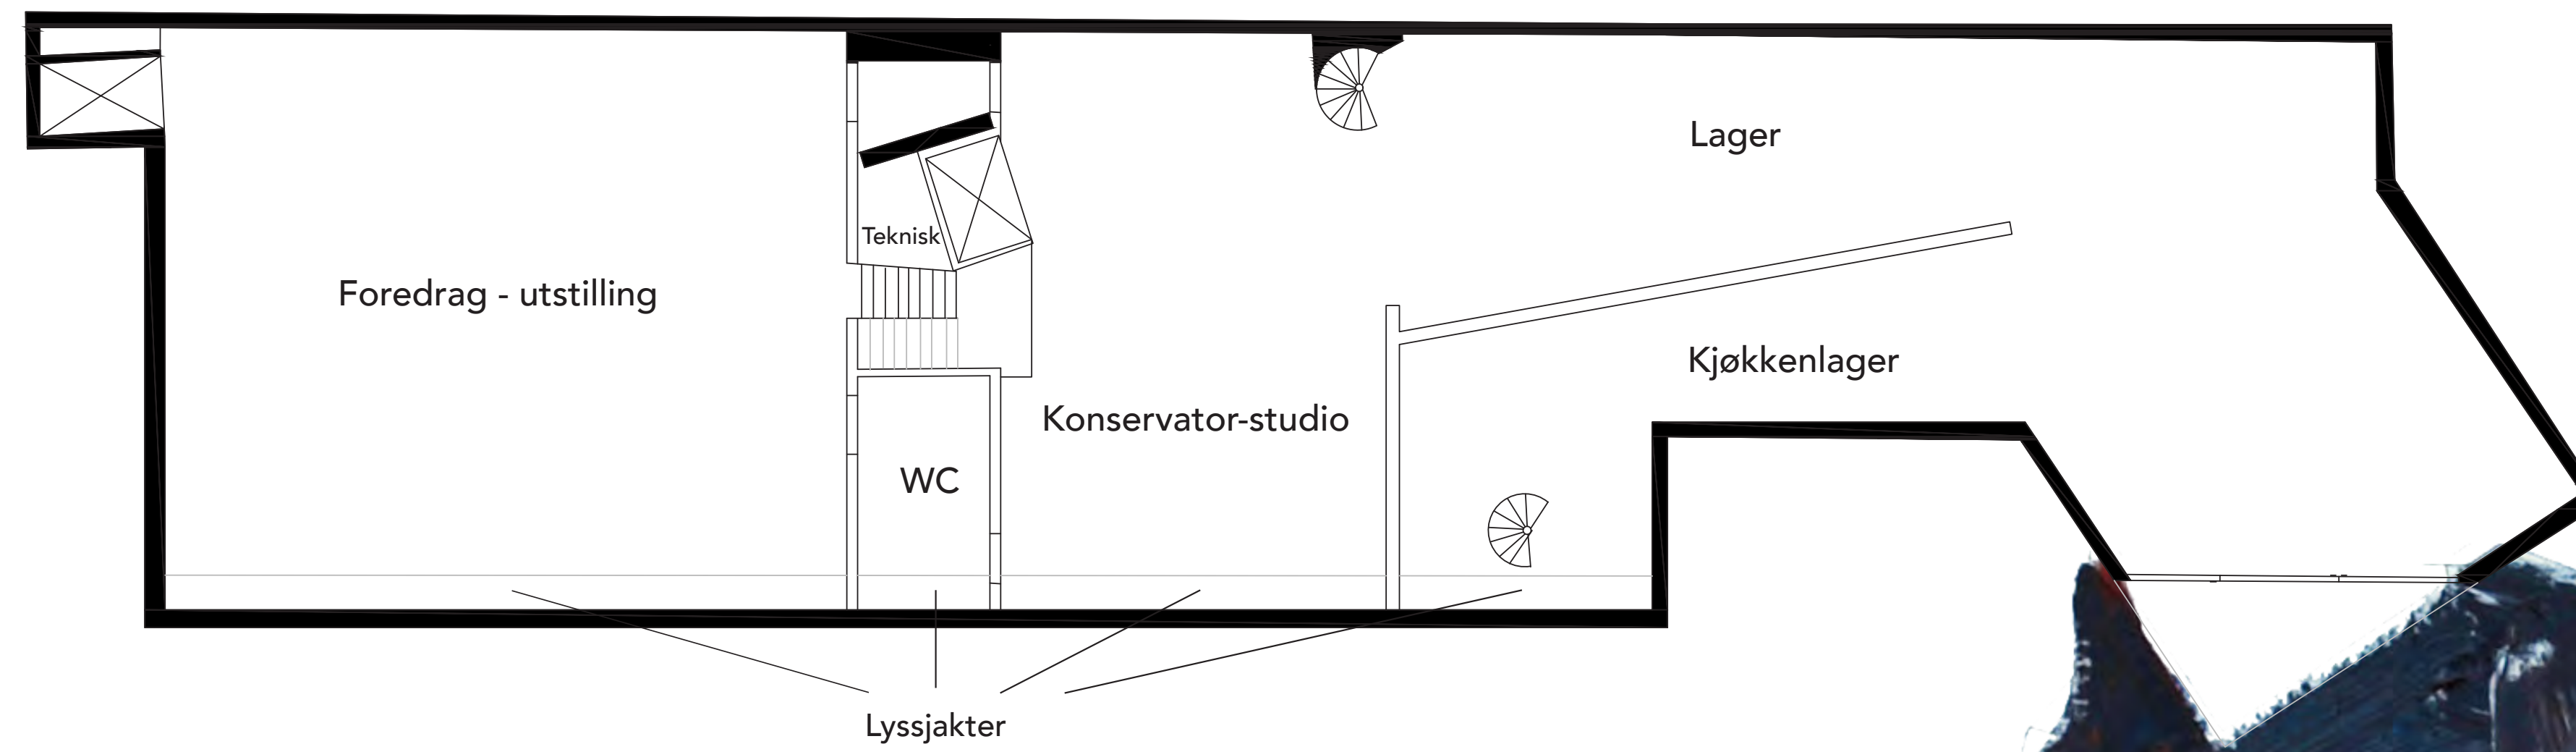 Lager
Teknisk
Foredrag - utstilling
Kjøkkenlager
Konservator-studio
WC
Lyssjakter